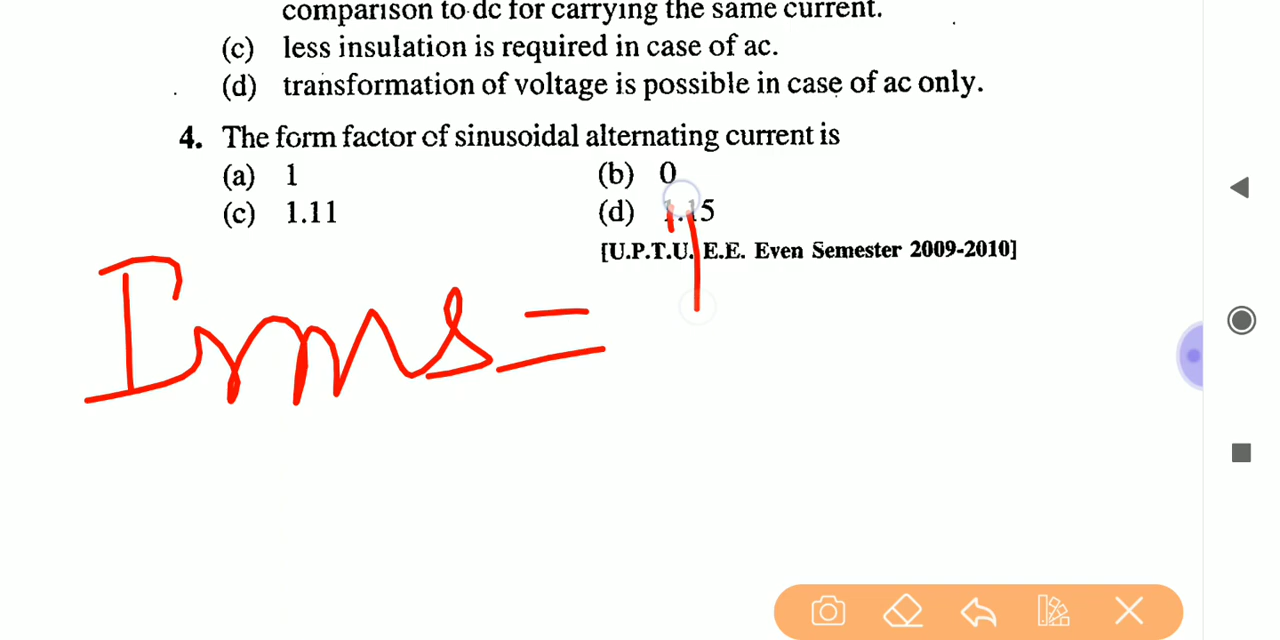 comparison to dc for carrying the same current.
(c) less insulation is required in case of ac.
(d) transformation of voltage is possible in case of ac only.
4. The form factor of sinusoidal alternating current is
(a) 1 (b) 0
(c) 1.11 (d) 1.15
[U.P.T.U. E.E. Even Semester 2009-2010]
Irms =